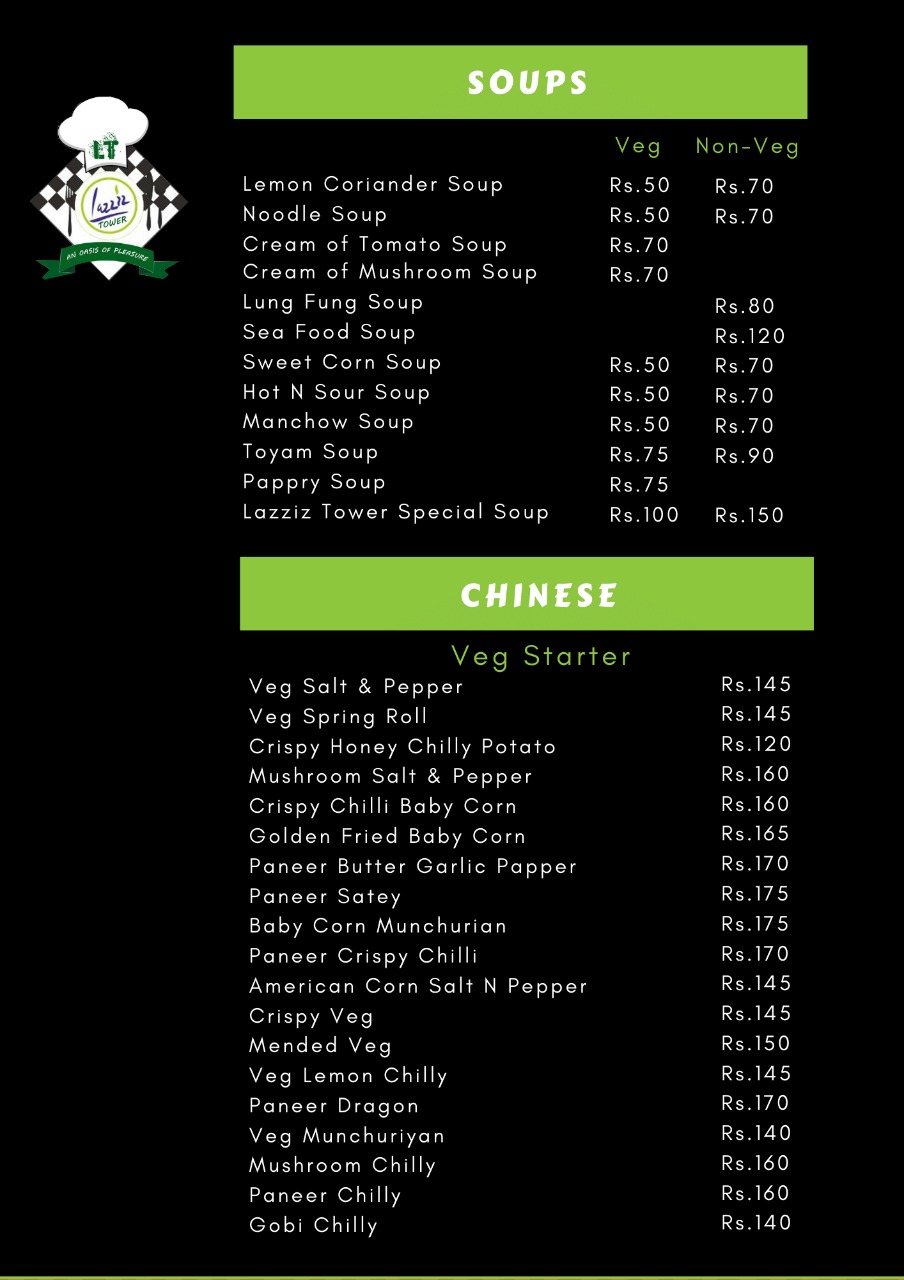 SOUPS
Veg Non-Veg
LT
Lazziz
TOWER
AN OASIS OF PLEASURE
Lemon Coriander Soup Rs.50 Rs.70
Noodle Soup Rs.50 Rs.70
Cream of Tomato Soup Rs.70
Cream of Mushroom Soup Rs.70
Lung Fung Soup Rs.80
Sea Food Soup Rs.120
Sweet Corn Soup Rs.50 Rs.70
Hot N Sour Soup Rs.50 Rs.70
Manchow Soup Rs.50 Rs.70
Toyam Soup Rs.75 Rs.90
Pappry Soup Rs.75
Lazziz Tower Special Soup Rs.100 Rs.150
CHINESE
Veg Starter
Veg Salt & Pepper Rs.145
Veg Spring Roll Rs.145
Crispy Honey Chilly Potato Rs.120
Mushroom Salt & Pepper Rs.160
Crispy Chilli Baby Corn Rs.160
Golden Fried Baby Corn Rs.165
Paneer Butter Garlic Papper Rs.170
Paneer Satey Rs.175
Baby Corn Munchurian Rs.175
Paneer Crispy Chilli Rs.170
American Corn Salt N Pepper Rs.145
Crispy Veg Rs.145
Mended Veg Rs.150
Veg Lemon Chilly Rs.145
Paneer Dragon Rs.170
Veg Munchuriyan Rs.140
Mushroom Chilly Rs.160
Paneer Chilly Rs.160
Gobi Chilly Rs.140